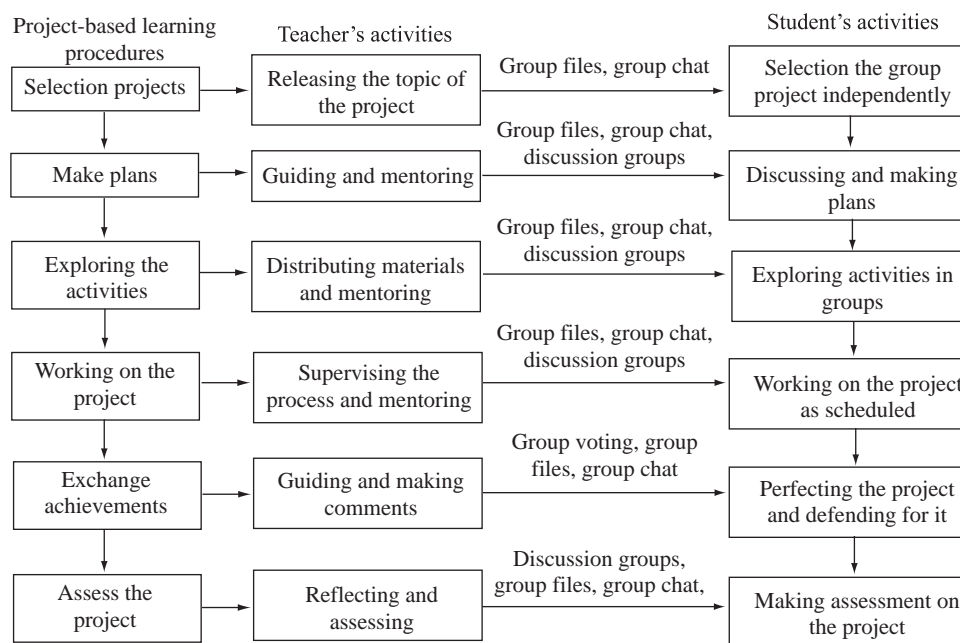 Project-based learning
procedures
Teacher's activities
Student's activities
Selection projects
Releasing the topic of
the project
Group files, group chat
Selection the group
project independently
Make plans
Guiding and mentoring
Group files, group chat,
discussion groups
Discussing and making
plans
Exploring the
activities
Distributing materials
and mentoring
Group files, group chat,
discussion groups
Exploring activities in
groups
Working on the
project
Supervising the
process and mentoring
Group files, group chat,
discussion groups
Working on the project
as scheduled
Exchange
achievements
Guiding and making
comments
Group voting, group
files, group chat
Perfecting the project
and defending for it
Assess the
project
Reflecting and
assessing
Discussion groups,
group files, group chat,
Making assessment on
the project